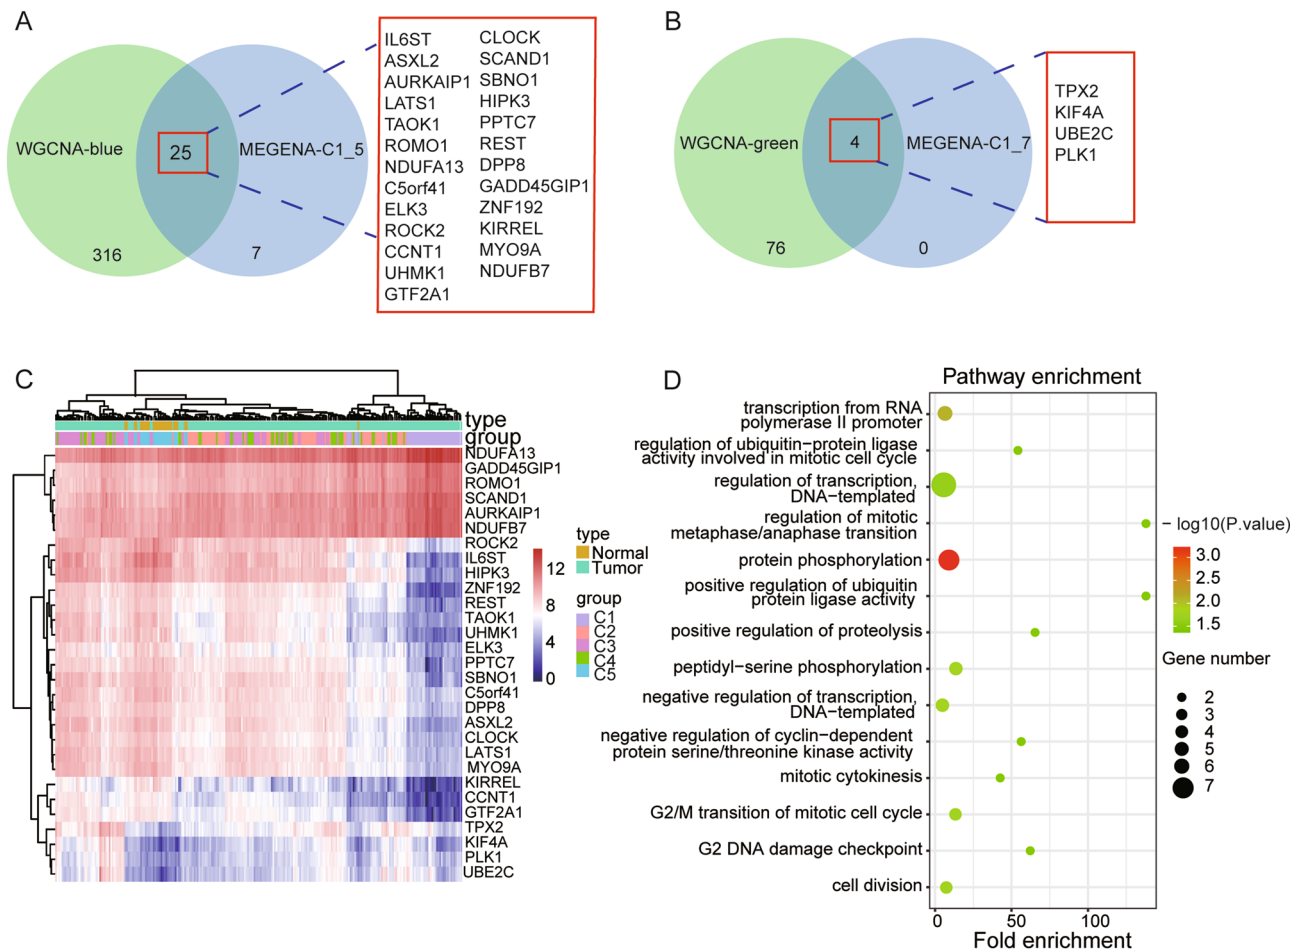 A
WGCNA-blue
25
MEGENA-C1_5
316
7
IL6ST
ASXL2
AURKAIP1
LATS1
TAOK1
ROMO1
NDUFA13
C5orf41
ELK3
ROCK2
CCNT1
UHMK1
GTF2A1
CLOCK
SCAND1
SBNO1
HIPK3
PPTC7
REST
DPP8
GADD45GIP1
ZNF192
KIRREL
MYO9A
NDUFB7
B
WGCNA-green
4
MEGENA-C1_7
76
0
TPX2
KIF4A
UBE2C
PLK1
C
type
group
NDUFA13
GADD45GIP1
ROMO1
SCAND1
AURKAIP1
NDUFB7
ROCK2
IL6ST
HIPK3
ZNF192
REST
TAOK1
UHMK1
ELK3
PPTC7
SBNO1
C5orf41
DPP8
ASXL2
CLOCK
LATS1
MYO9A
KIRREL
CCNT1
GTF2A1
TPX2
KIF4A
PLK1
UBE2C
12
8
4
0
type
Normal
Tumor
group
C1
C2
C3
C4
C5
D
Pathway enrichment
transcription from RNA
polymerase II promoter
regulation of ubiquitin−protein ligase
activity involved in mitotic cell cycle
regulation of transcription,
DNA-templated
regulation of mitotic
metaphase/anaphase transition
protein phosphorylation
positive regulation of ubiquitin
protein ligase activity
positive regulation of proteolysis
peptidyl−serine phosphorylation
negative regulation of transcription,
DNA-templated
negative regulation of cyclin−dependent
protein serine/threonine kinase activity
mitotic cytokinesis
G2/M transition of mitotic cell cycle
G2 DNA damage checkpoint
cell division
0
50
100
Fold enrichment
− log10(P.value)
3.0
2.5
2.0
1.5
Gene number
2
3
4
5
6
7